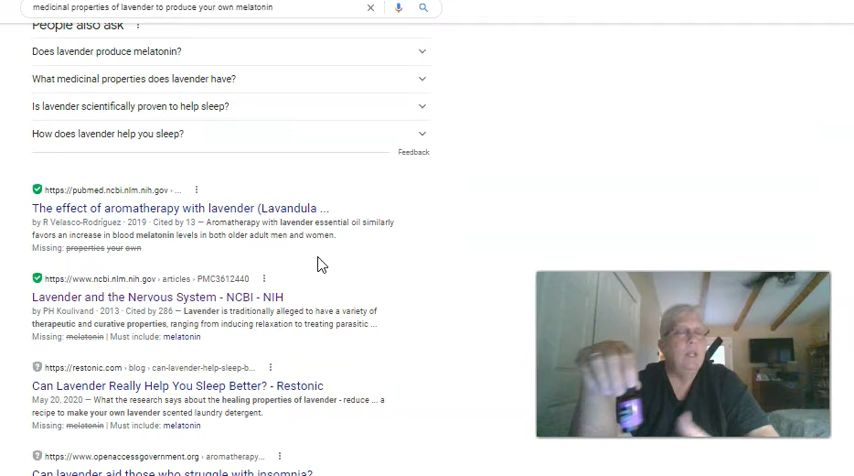 medicinal properties of lavender to produce your own melatonin
People also ask
Does lavender produce melatonin?
What medicinal properties does lavender have?
Is lavender scientifically proven to help sleep?
How does lavender help you sleep?
Feedback
https://pubmed.ncbi.nlm.nih.gov › ...
The effect of aromatherapy with lavender (Lavandula ...
by R Velasco-Rodríguez · 2019 · Cited by 13 — Aromatherapy with lavender essential oil similarly
favors an increase in blood melatonin levels in both older adult men and women.
Missing: properties your own
https://www.ncbi.nlm.nih.gov › articles › PMC3612440
Lavender and the Nervous System - NCBI - NIH
by PH Koulivand · 2013 · Cited by 286 — Lavender is traditionally alleged to have a variety of
therapeutic and curative properties, ranging from inducing relaxation to treating parasitic ...
Missing: melatonin | Must include: melatonin
https://restonic.com › blog › can-lavender-help-sleep-b...
Can Lavender Really Help You Sleep Better? - Restonic
May 20, 2020 — What the research says about the healing properties of lavender - reduce ... a
recipe to make your own lavender scented laundry detergent.
Missing: melatonin | Must include: melatonin
https://www.openaccessgovernment.org › aromatherapy...
Can lavender aid those who struggle with insomnia?